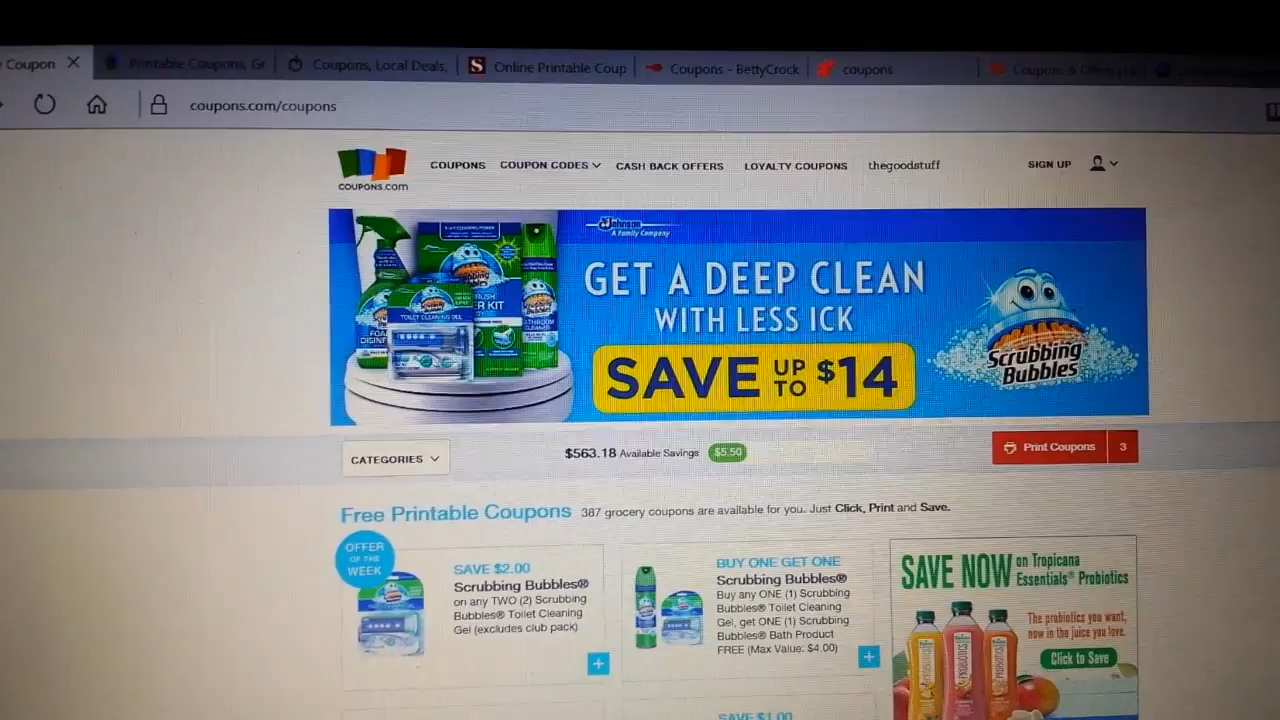 Coupon
Printable Coupons, Gr
Coupons, Local Deals,
S
Online Printable Coup
Coupons - BettyCrock
coupons
Coupons & Offers
coupons.com/coupons
COUPONS.com
COUPONS
COUPON CODES
CASH BACK OFFERS
LOYALTY COUPONS
thegoodstuff
SIGN UP
Johnson
A Family Company
GET A DEEP CLEAN
WITH LESS ICK
SAVE UP TO $14
Scrubbing
Bubbles
TOILET CLEANING GEL
CATEGORIES
$563.18 Available Savings
$5.50
Print Coupons
3
Free Printable Coupons
387 grocery coupons are available for you. Just Click, Print and Save.
OFFER
OF THE
WEEK
SAVE $2.00
Scrubbing Bubbles®
on any TWO (2) Scrubbing
Bubbles® Toilet Cleaning
Gel (excludes club pack)
+
BUY ONE GET ONE
Scrubbing Bubbles®
Buy any ONE (1) Scrubbing
Bubbles® Toilet Cleaning
Gel, get ONE (1) Scrubbing
Bubbles® Bath Product
FREE (Max Value: $4.00)
+
SAVE NOW on Tropicana
Essentials® Probiotics
The probiotics you want,
now in the juice you love.
Click to Save
SAVE $1.00